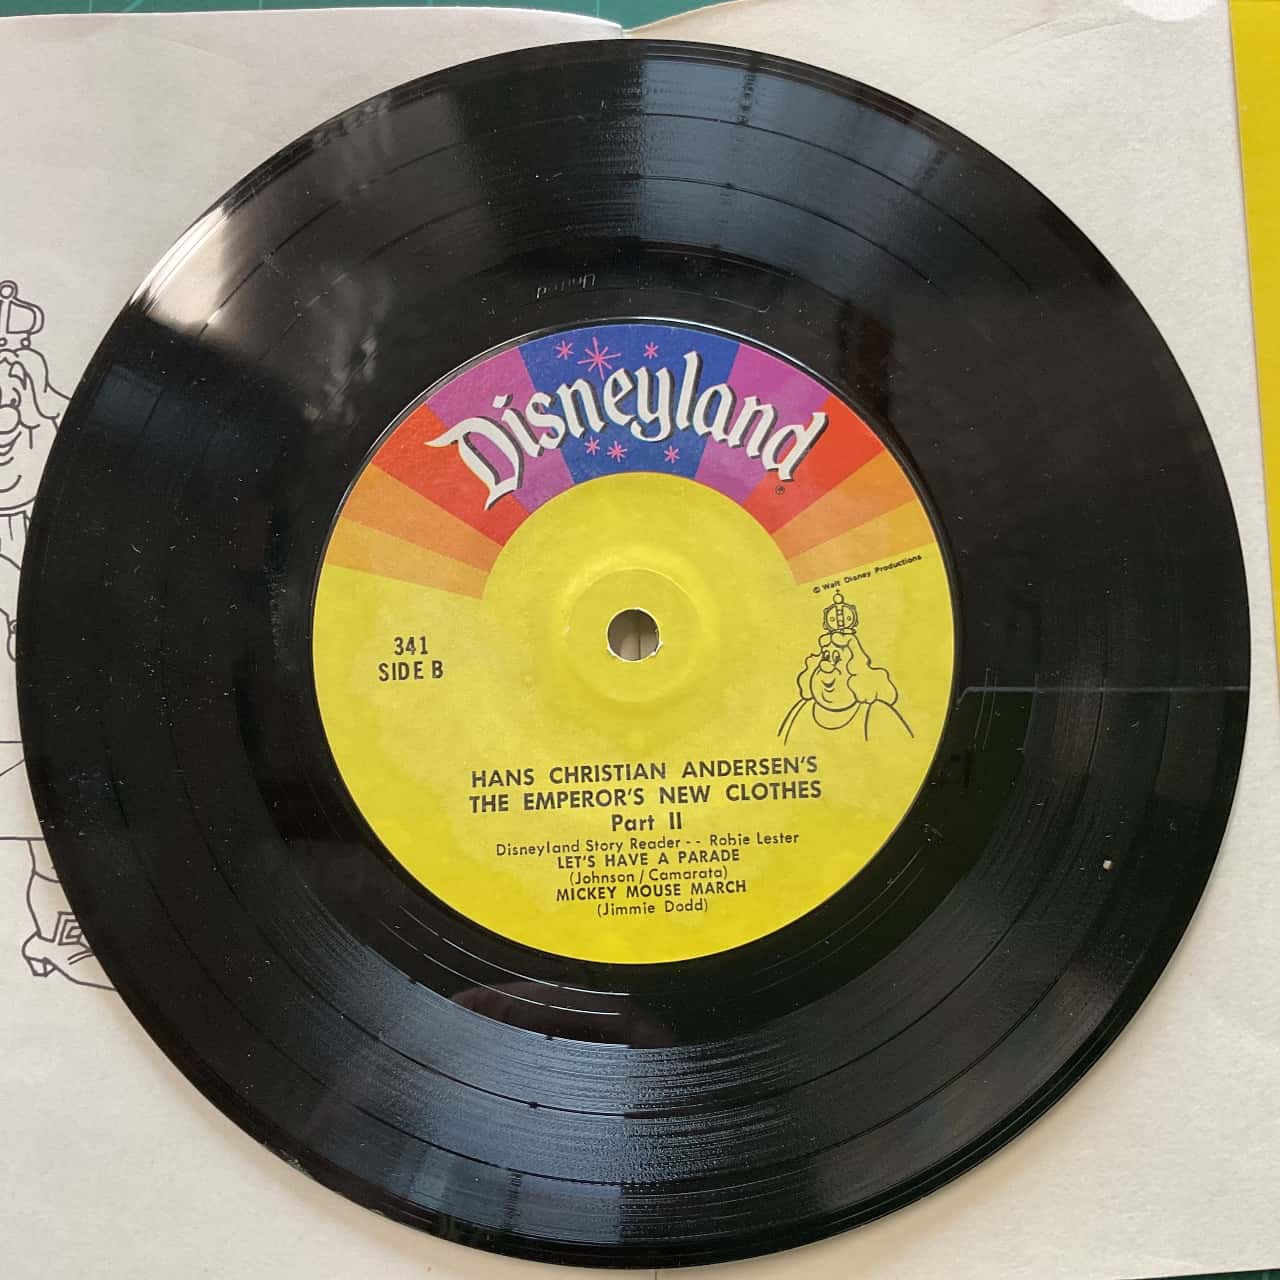 United
Disneyland
®
© Walt Disney Productions
341
SIDE B
HANS CHRISTIAN ANDERSEN'S
THE EMPEROR'S NEW CLOTHES
Part II
Disneyland Story Reader -- Robie Lester
LET'S HAVE A PARADE
(Johnson/Camarata)
MICKEY MOUSE MARCH
(Jimmie Dodd)